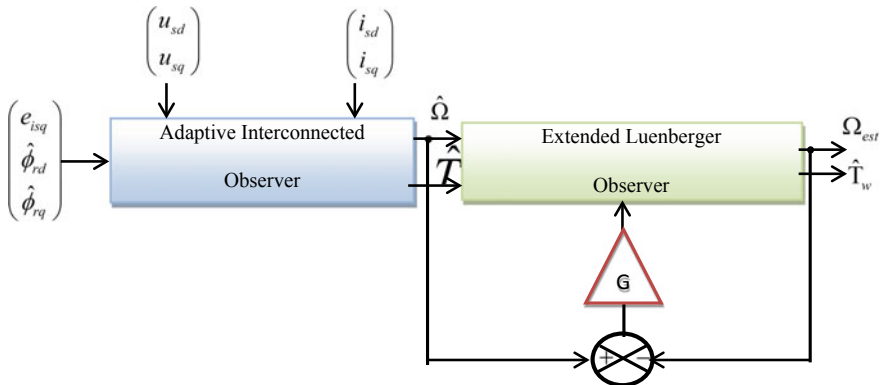 u_sd
u_sq
i_sd
i_sq
e_isq
ϕ̂_rd
ϕ̂_rq
Adaptive Interconnected
Observer
Ω̂
T̂
Extended Luenberger
Observer
Ω_est
T̂_w
G
+ −